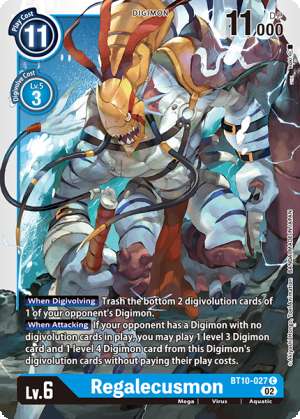 Play Cost
11
DIGIMON
DP
11000
Digivolve Cost
Lv.5
3
When Digivolving Trash the bottom 2 digivolution cards of
1 of your opponent's Digimon.
When Attacking If your opponent has a Digimon with no
digivolution cards in play, you may play 1 level 3 Digimon
card and 1 level 4 Digimon card from this Digimon's
digivolution cards without paying their play costs.
Lv.6
Regalecusmon
BT10-027 C
02
Mega
Virus
Aquatic